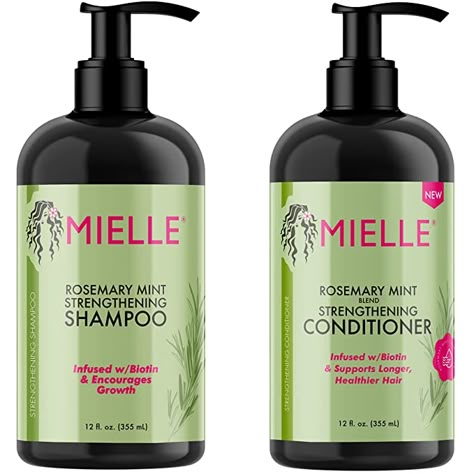 MIELLE®
ROSEMARY MINT
STRENGTHENING
SHAMPOO
Infused w/Biotin
& Encourages
Growth
12 fl. oz. (355 mL)
STRENGTHENING SHAMPOO
NEW
MIELLE®
ROSEMARY MINT
BLEND
STRENGTHENING
CONDITIONER
Infused w/Biotin
& Supports Longer,
Healthier Hair
12 fl. oz. (355 mL)
STRENGTHENING CONDITIONER